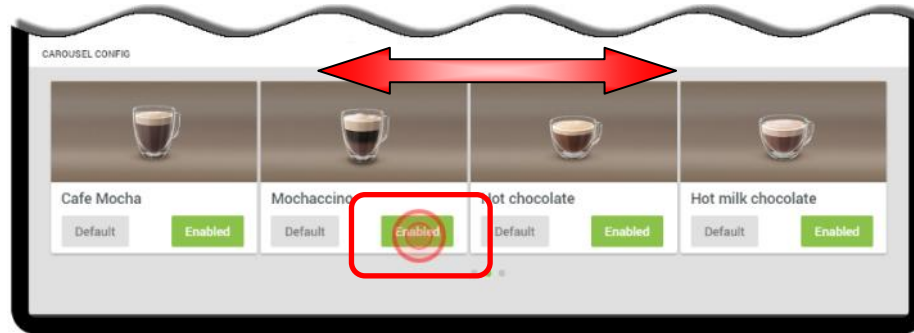 CAROUSEL CONFIG
Cafe Mocha Mochaccino Hot chocolate Hot milk chocolate
Default Enabled Default Enabled Default Enabled Default Enabled